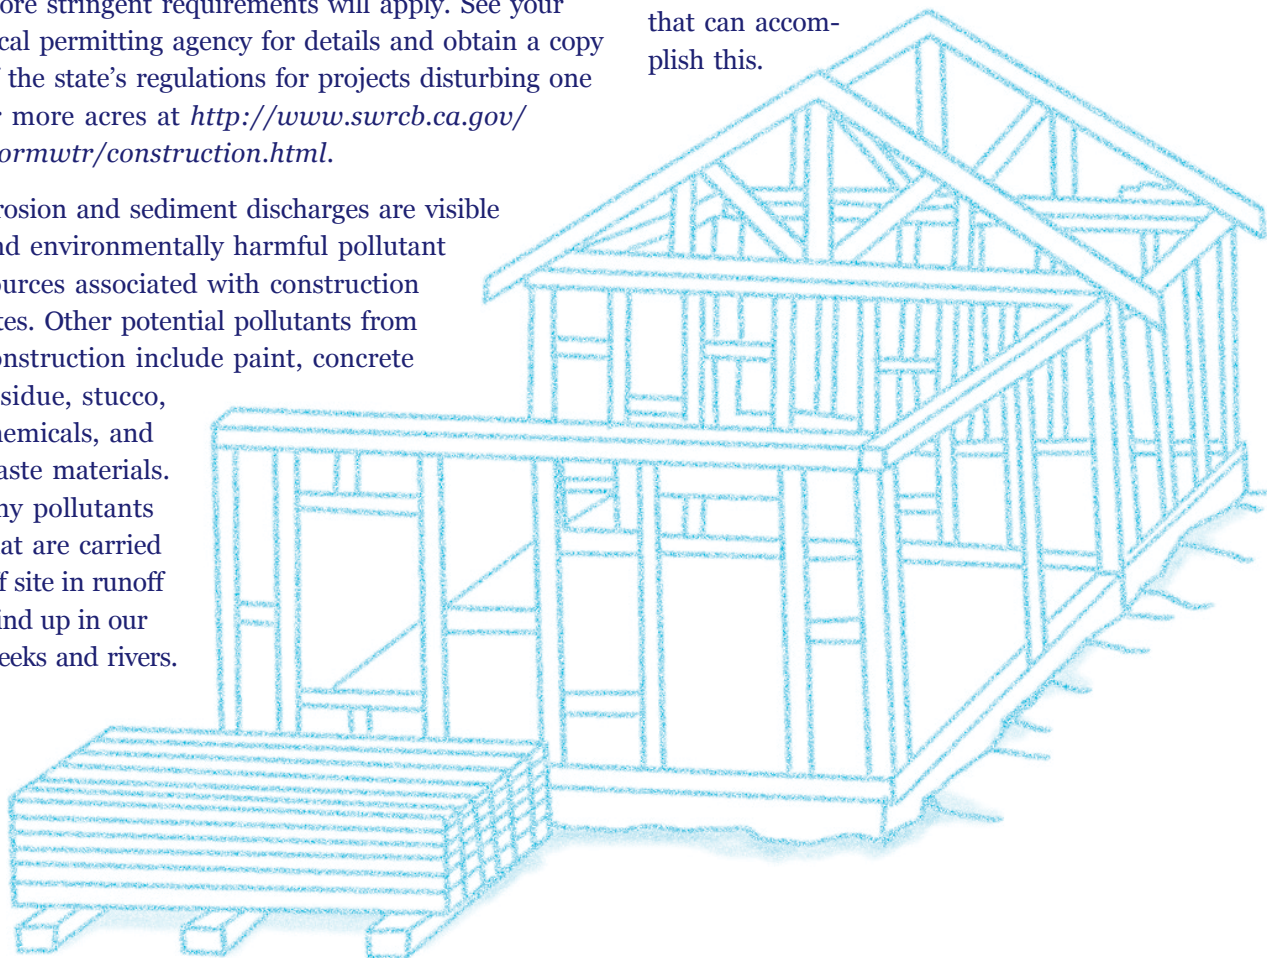 ore stringent requirements will apply. See your
cal permitting agency for details and obtain a copy
f the state’s regulations for projects disturbing one
r more acres at http://www.swrcb.ca.gov/
ormwtr/construction.html.
rosion and sediment discharges are visible
nd environmentally harmful pollutant
ources associated with construction
tes. Other potential pollutants from
onstruction include paint, concrete
sidue, stucco,
hemicals, and
aste materials.
ny pollutants
at are carried
f site in runoff
ind up in our
eeks and rivers.
that can accom-
plish this.